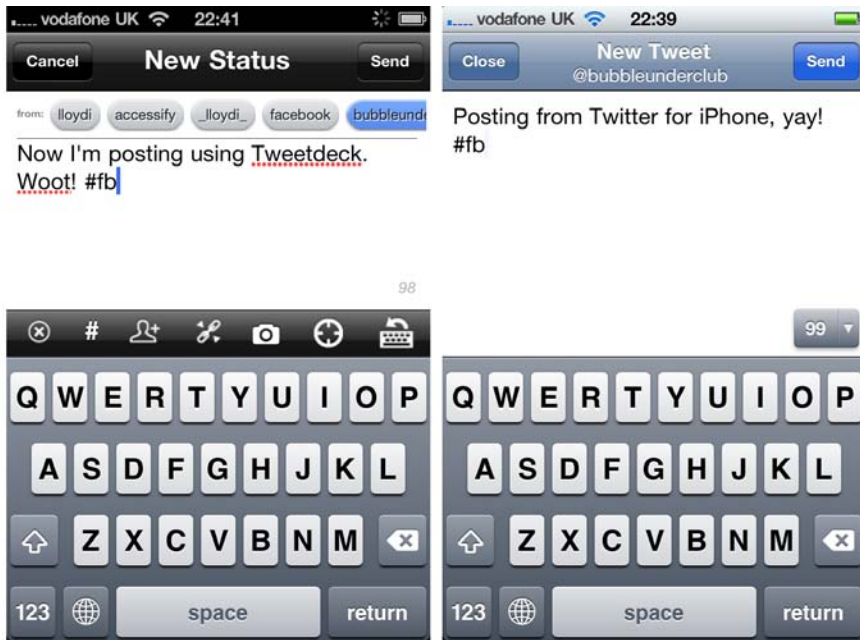 vodafone UK 22:41
Cancel New Status Send
from: lloydi accessify _lloydi_ facebook bubbleunde
Now I'm posting using Tweetdeck.
Woot! #fb
98
#
Q W E R T Y U I O P
A S D F G H J K L
Z X C V B N M
123 space return
vodafone UK 22:39
Close New Tweet Send
@bubbleunderclub
Posting from Twitter for iPhone, yay!
#fb
99
Q W E R T Y U I O P
A S D F G H J K L
Z X C V B N M
123 space return